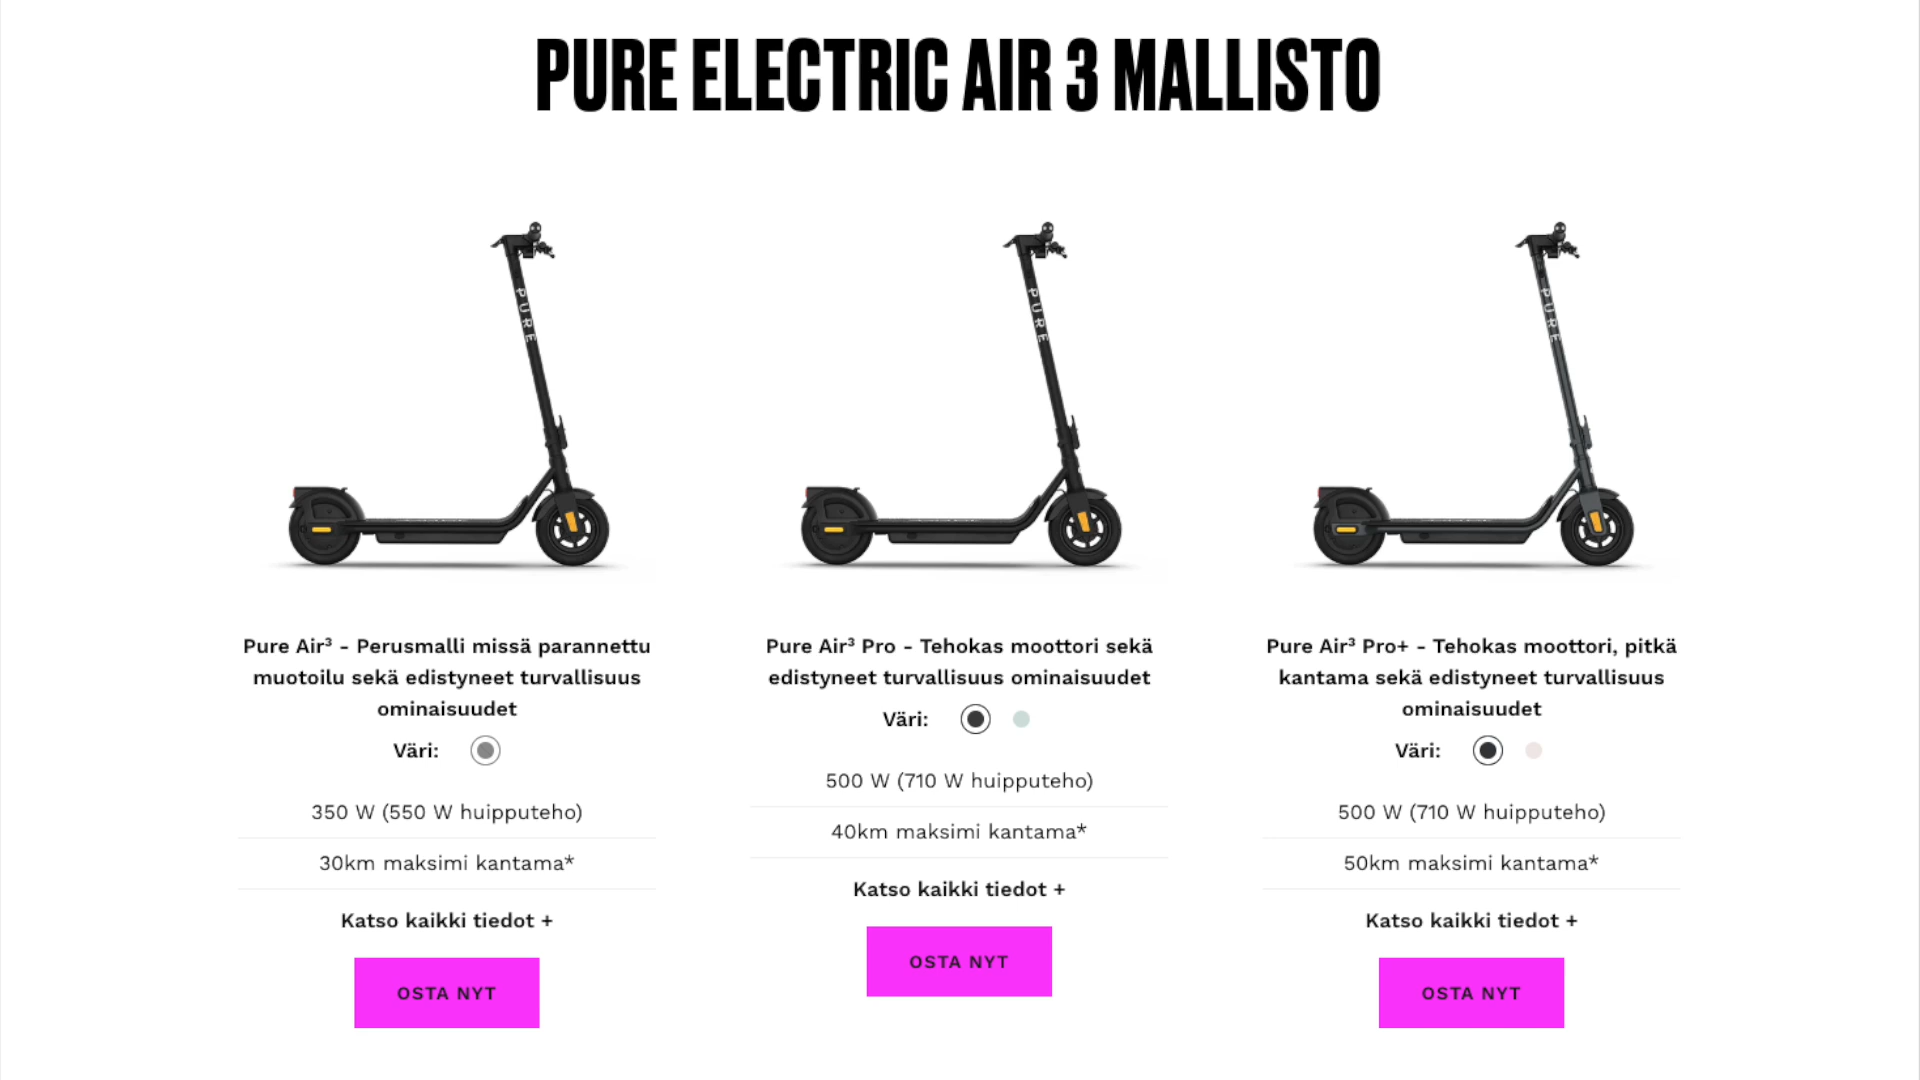 PURE ELECTRIC AIR 3 MALLISTO
PURE
PURE
PURE
Pure Air³ - Perusmalli missä parannettu
muotoilu sekä edistyneet turvallisuus
ominaisuudet
Väri:
350 W (550 W huipputeho)
30km maksimi kantama*
Katso kaikki tiedot +
OSTA NYT
Pure Air³ Pro - Tehokas moottori sekä
edistyneet turvallisuus ominaisuudet
Väri:
500 W (710 W huipputeho)
40km maksimi kantama*
Katso kaikki tiedot +
OSTA NYT
Pure Air³ Pro+ - Tehokas moottori, pitkä
kantama sekä edistyneet turvallisuus
ominaisuudet
Väri:
500 W (710 W huipputeho)
50km maksimi kantama*
Katso kaikki tiedot +
OSTA NYT